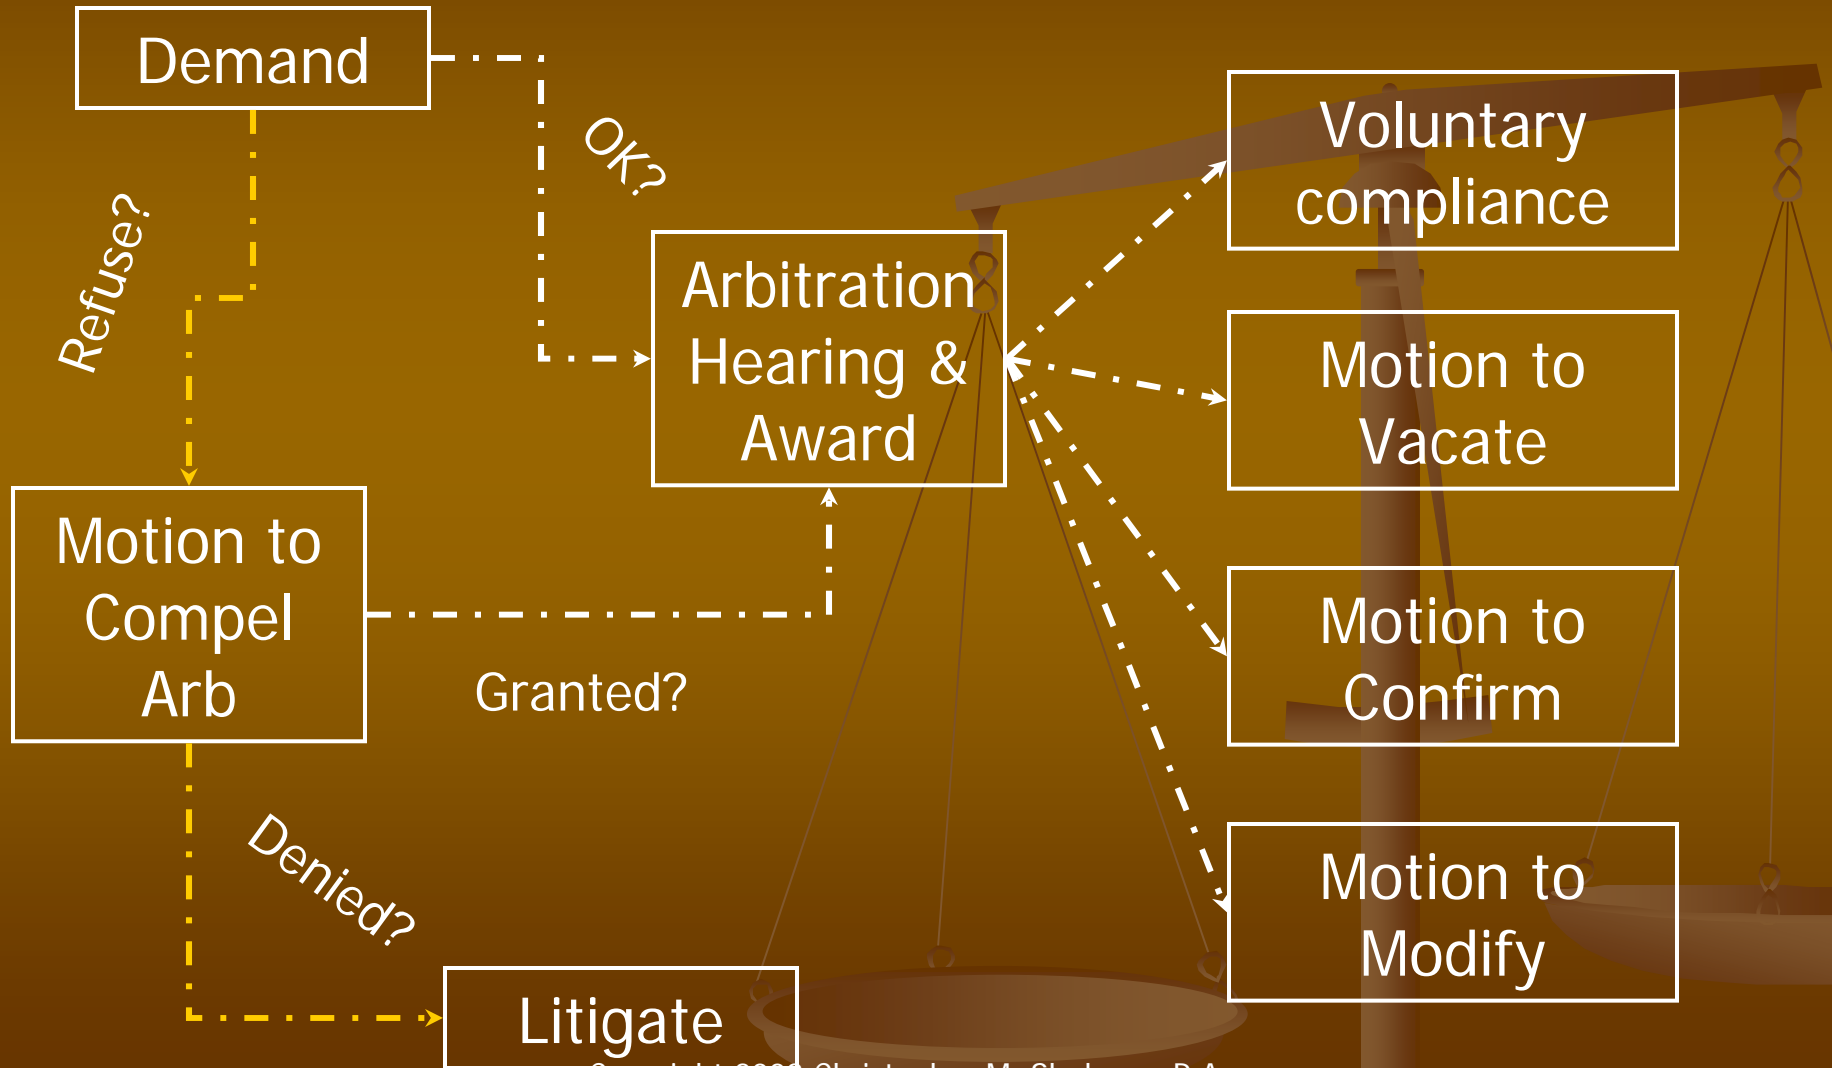 Demand
OK?
Refuse?
Voluntary
compliance
Arbitration
Hearing &
Award
Motion to
Vacate
Motion to
Compel
Arb
Granted?
Motion to
Confirm
Denied?
Motion to
Modify
Litigate
Copyright